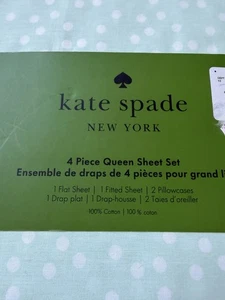 kate spade
NEW YORK
4 Piece Queen Sheet Set
Ensemble de draps de 4 pièces pour grand l
1 Flat Sheet | 1 Fitted Sheet | 2 Pillowcases
1 Drap plat | 1 Drap-housse | 2 Taies d'oreiller
100% Cotton | 100 % coton